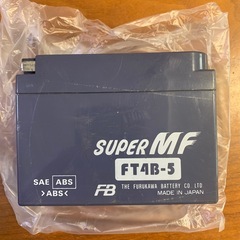 SUPER MF
FT4B-5
SAE ABS
>ABS<
FB THE FURUKAWA BATTERY CO., LTD.
MADE IN JAPAN